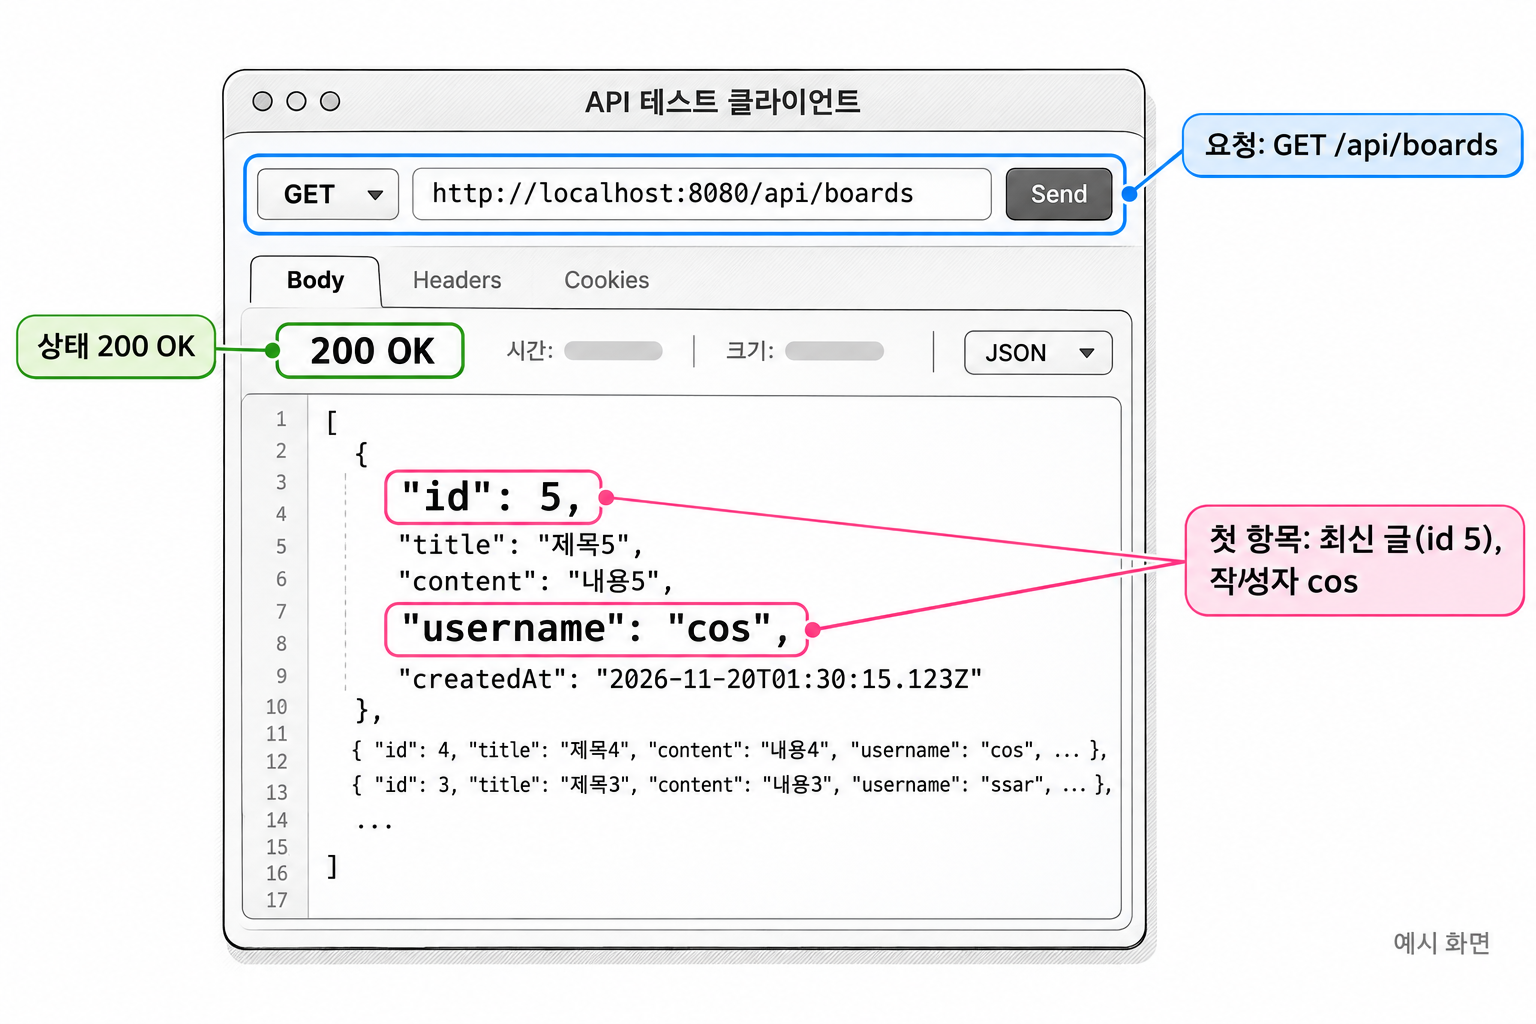 API 테스트 클라이언트
GET
http://localhost:8080/api/boards
Send
요청: GET /api/boards
Body
Headers
Cookies
상태 200 OK
200 OK
시간:
크기:
JSON
1 [
2 {
3
"id": 5,
4
5 "title": "제목5",
6 "content": "내용5",
7
"username": "cos",
8
9 "createdAt": "2026-11-20T01:30:15.123Z"
10 },
11
{ "id": 4, "title": "제목4", "content": "내용4", "username": "cos", ... },
12
{ "id": 3, "title": "제목3", "content": "내용3", "username": "ssar", ... },
13
14 ...
15
16 ]
17
첫 항목: 최신 글(id 5),
작성자 cos
예시 화면